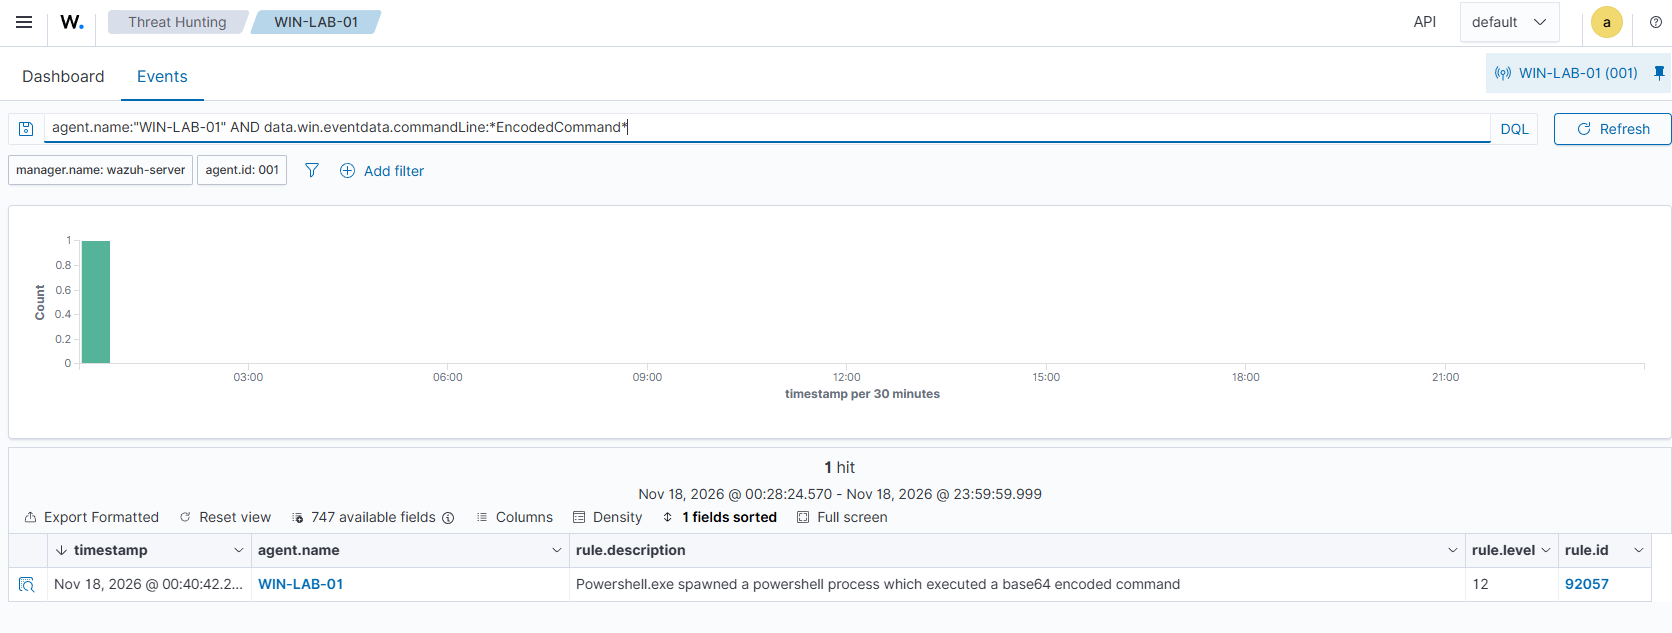 W. Threat Hunting WIN-LAB-01 API default a
Dashboard Events WIN-LAB-01 (001)
agent.name:"WIN-LAB-01" AND data.win.eventdata.commandLine:*EncodedCommand* DQL Refresh
manager.name: wazuh-server agent.id: 001 Add filter
1
0.8
0.6
0.4
0.2
0
Count
03:00 06:00 09:00 12:00 15:00 18:00 21:00
timestamp per 30 minutes
1 hit
Nov 18, 2026 @ 00:28:24.570 - Nov 18, 2026 @ 23:59:59.999
Export Formatted Reset view 747 available fields Columns Density 1 fields sorted Full screen
timestamp agent.name rule.description rule.level rule.id
Nov 18, 2026 @ 00:40:42.2... WIN-LAB-01 Powershell.exe spawned a powershell process which executed a base64 encoded command 12 92057